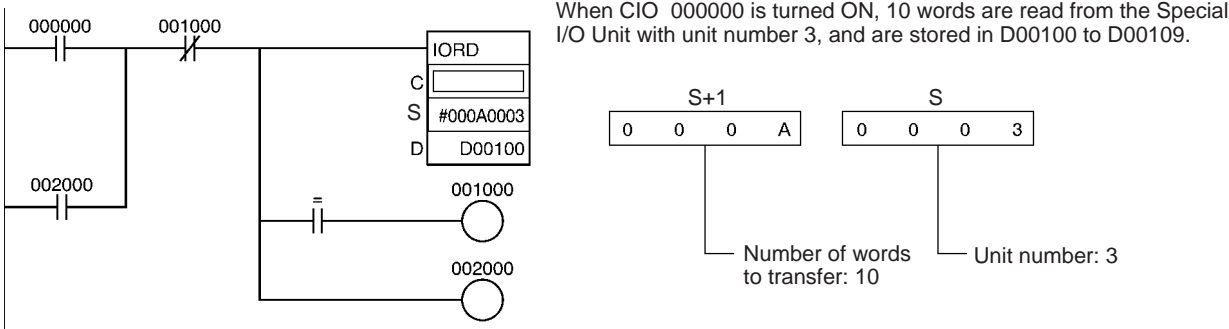 When CIO 000000 is turned ON, 10 words are read from the Special
I/O Unit with unit number 3, and are stored in D00100 to D00109.
000000
001000
IORD
C
S #000A0003
D D00100
002000
=
001000
002000
S+1 S
0 0 0 A 0 0 0 3
Number of words
to transfer: 10
Unit number: 3